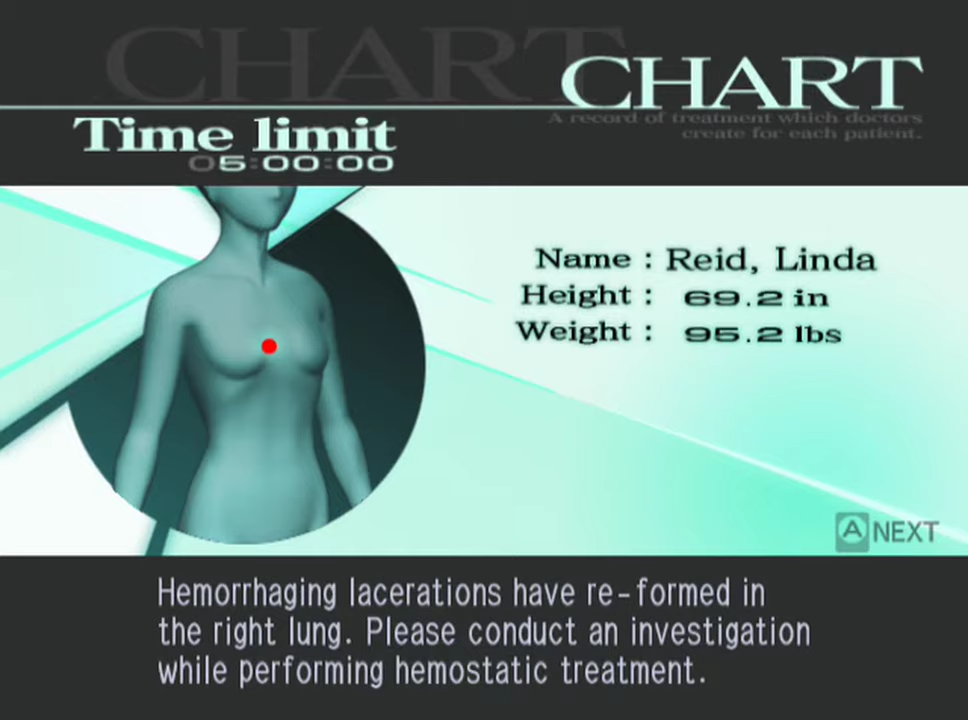 CHART
CHART
A record of treatment which doctors
create for each patient.
Time limit
05:00:00
Name : Reid, Linda
Height : 69.2 in
Weight : 95.2 lbs
A NEXT
Hemorrhaging lacerations have re-formed in
the right lung. Please conduct an investigation
while performing hemostatic treatment.